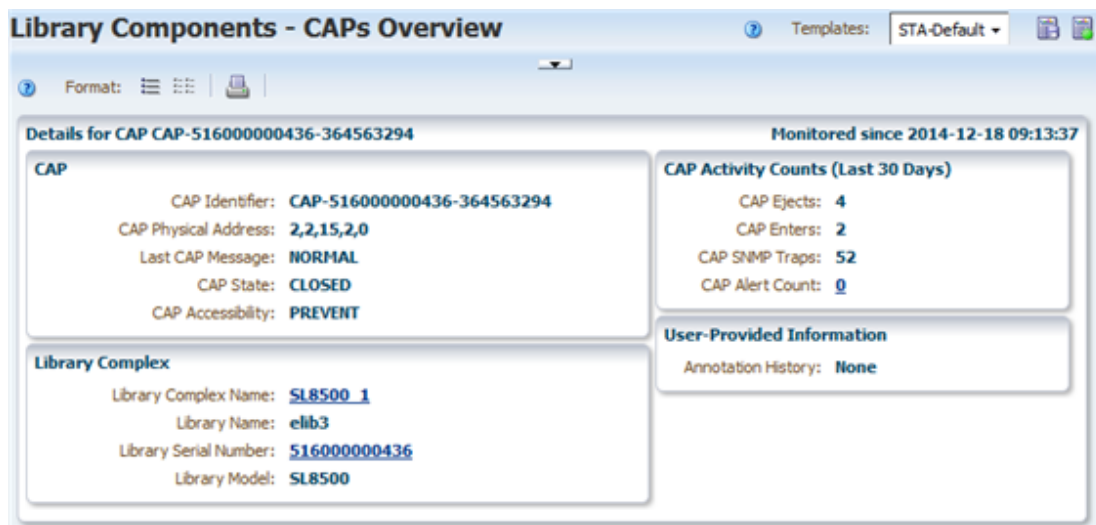 Library Components - CAPs Overview
Templates: STA-Default
Format:
Details for CAP CAP-516000000436-364563294
Monitored since 2014-12-18 09:13:37
CAP
CAP Identifier: CAP-516000000436-364563294
CAP Physical Address: 2,2,15,2,0
Last CAP Message: NORMAL
CAP State: CLOSED
CAP Accessibility: PREVENT
Library Complex
Library Complex Name: SL8500_1
Library Name: elib3
Library Serial Number: 516000000436
Library Model: SL8500
CAP Activity Counts (Last 30 Days)
CAP Ejects: 4
CAP Enters: 2
CAP SNMP Traps: 52
CAP Alert Count: 0
User-Provided Information
Annotation History: None